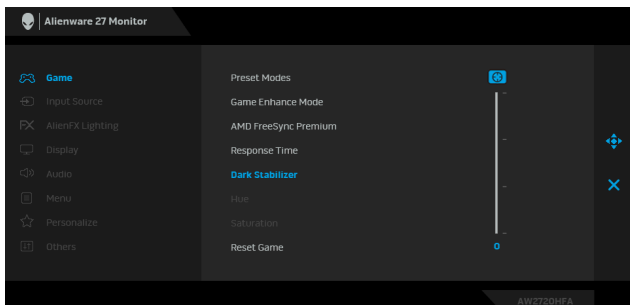 Alienware 27 Monitor
Game
Input Source
AlienFX Lighting
Display
Audio
Menu
Personalize
Others
Preset Modes
Game Enhance Mode
AMD FreeSync Premium
Response Time
Dark Stabilizer
Hue
Saturation
Reset Game
0
AW2720HFA